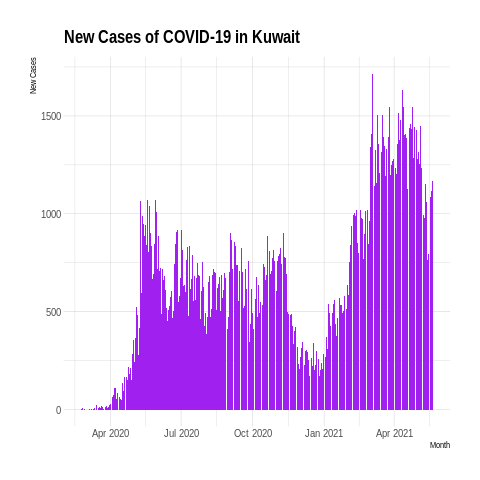 New Cases of COVID-19 in Kuwait
New Cases
1500
1000
500
0
Apr 2020 Jul 2020 Oct 2020 Jan 2021 Apr 2021
Month